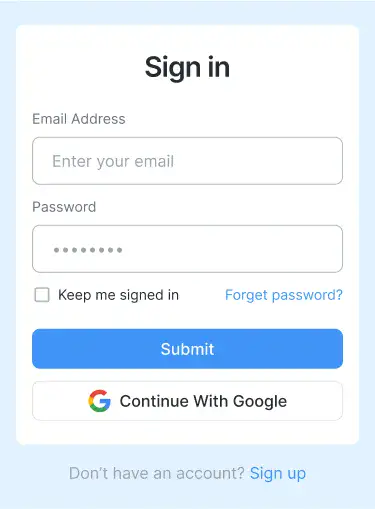 Sign in
Email Address
Enter your email
Password
••••••••
Keep me signed in Forget password?
Submit
Continue With Google
Don't have an account? Sign up